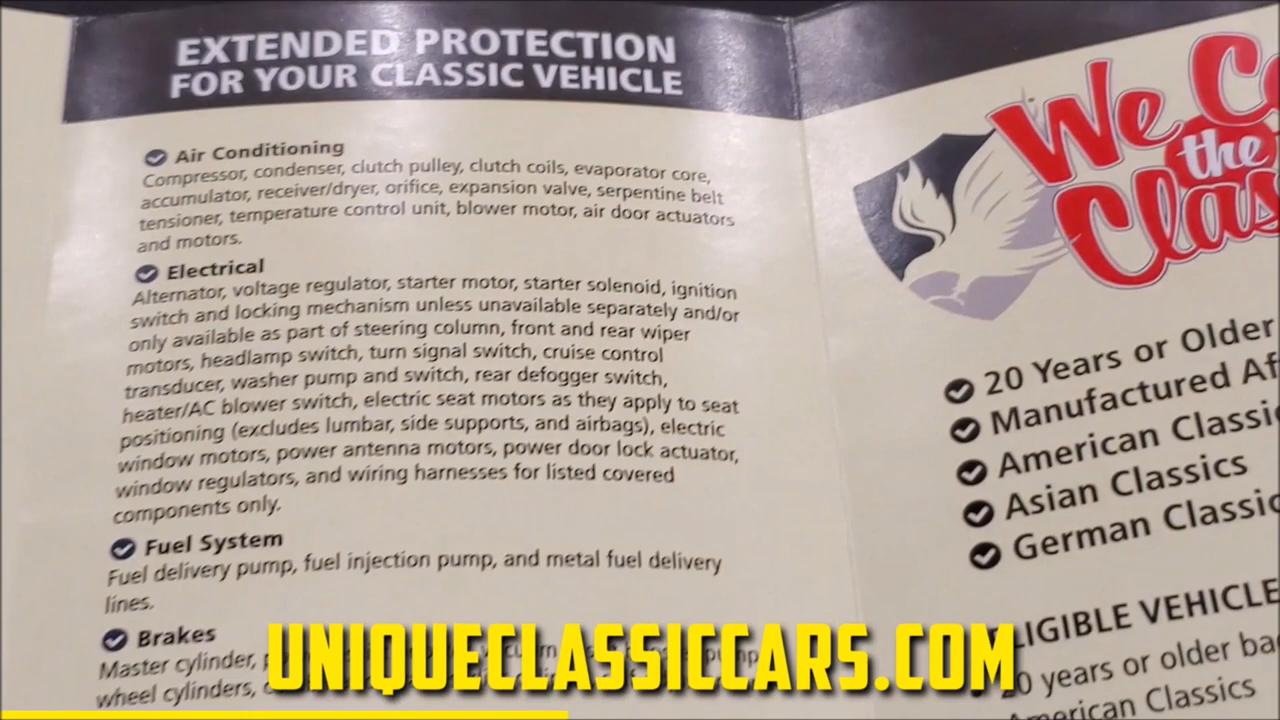 EXTENDED PROTECTION
FOR YOUR CLASSIC VEHICLE
Air Conditioning
Compressor, condenser, clutch pulley, clutch coils, evaporator core,
accumulator, receiver/dryer, orifice, expansion valve, serpentine belt
tensioner, temperature control unit, blower motor, air door actuators
and motors.
Electrical
Alternator, voltage regulator, starter motor, starter solenoid, ignition
switch and locking mechanism unless unavailable separately and/or
only available as part of steering column, front and rear wiper
motors, headlamp switch, turn signal switch, cruise control
transducer, washer pump and switch, rear defogger switch,
heater/AC blower switch, electric seat motors as they apply to seat
positioning (excludes lumbar, side supports, and airbags), electric
window motors, power antenna motors, power door lock actuator,
window regulators, and wiring harnesses for listed covered
components only.
Fuel System
Fuel delivery pump, fuel injection pump, and metal fuel delivery
lines.
Brakes
Master cylinder,
wheel cylinders,
We
the
20 Years or Older
Manufactured
American
Asian Classics
German
VEHICLE
20 years or older
American Classics
UNIQUECLASSICCARS.COM